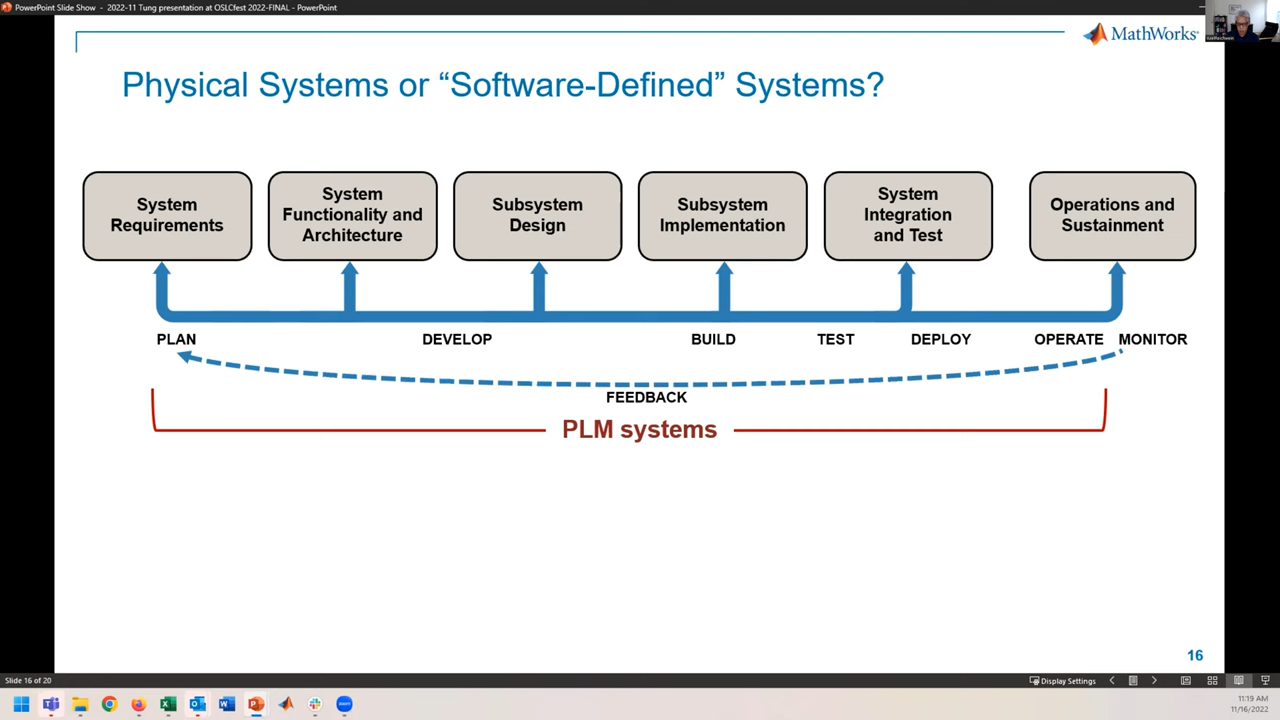 PowerPoint Slide Show - 2022-11 Tung presentation at OSLCfest 2022-FINAL - PowerPoint
MathWorks
Physical Systems or “Software-Defined” Systems?
System
Requirements
System
Functionality and
Architecture
Subsystem
Design
Subsystem
Implementation
System
Integration
and Test
Operations and
Sustainment
PLAN
DEVELOP
BUILD
TEST
DEPLOY
OPERATE
MONITOR
FEEDBACK
PLM systems
16
Slide 16 of 20
Display Settings
11:19 AM
11/16/2022